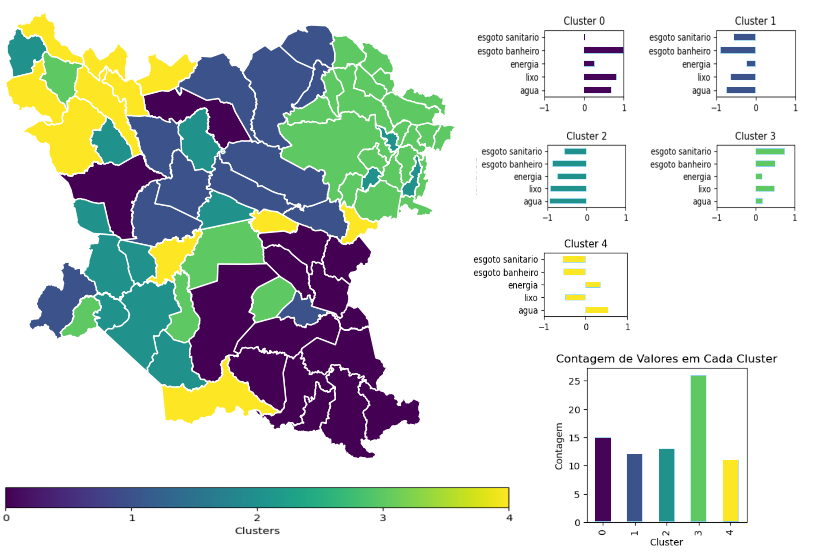 Cluster 0
esgoto sanitario
esgoto banheiro
energia
lixo
agua
−1
0
1
Cluster 1
esgoto sanitario
esgoto banheiro
energia
lixo
agua
−1
0
1
Cluster 2
esgoto sanitario
esgoto banheiro
energia
lixo
agua
−1
0
1
Cluster 3
esgoto sanitario
esgoto banheiro
energia
lixo
agua
−1
0
1
Cluster 4
esgoto sanitario
esgoto banheiro
energia
lixo
agua
−1
0
1
Contagem de Valores em Cada Cluster
Contagem
25
20
15
10
5
0
0
1
2
3
4
Cluster
0
1
2
3
4
Clusters